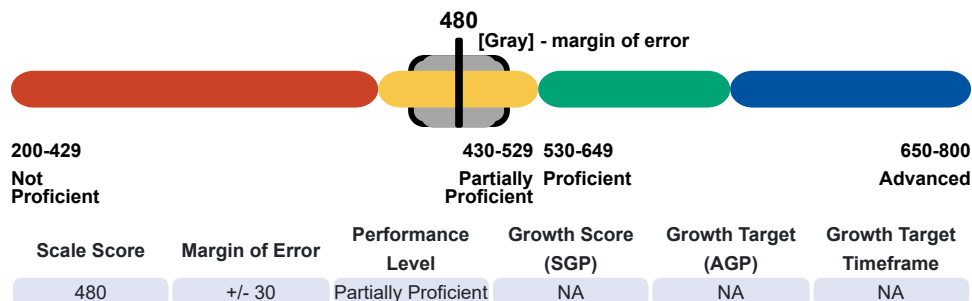 480
[Gray] - margin of error
200-429 430-529 530-649 650-800
Not Partially Proficient Advanced
Proficient Proficient
Scale Score Margin of Error Performance Level Growth Score (SGP) Growth Target (AGP) Growth Target Timeframe
480 +/- 30 Partially Proficient NA NA NA